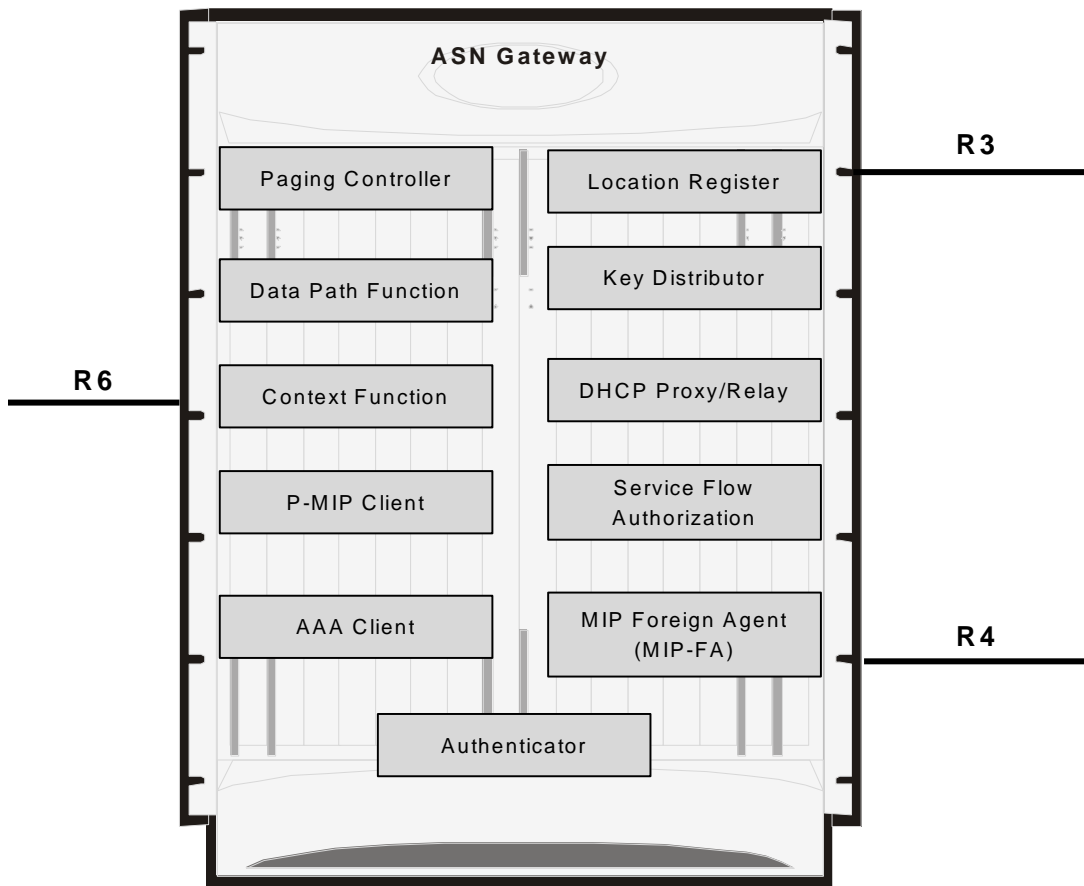 ASN Gateway
R3
Paging Controller
Location Register
Data Path Function
Key Distributor
R6
Context Function
DHCP Proxy/Relay
P-MIP Client
Service Flow
Authorization
AAA Client
MIP Foreign Agent
(MIP-FA)
R4
Authenticator